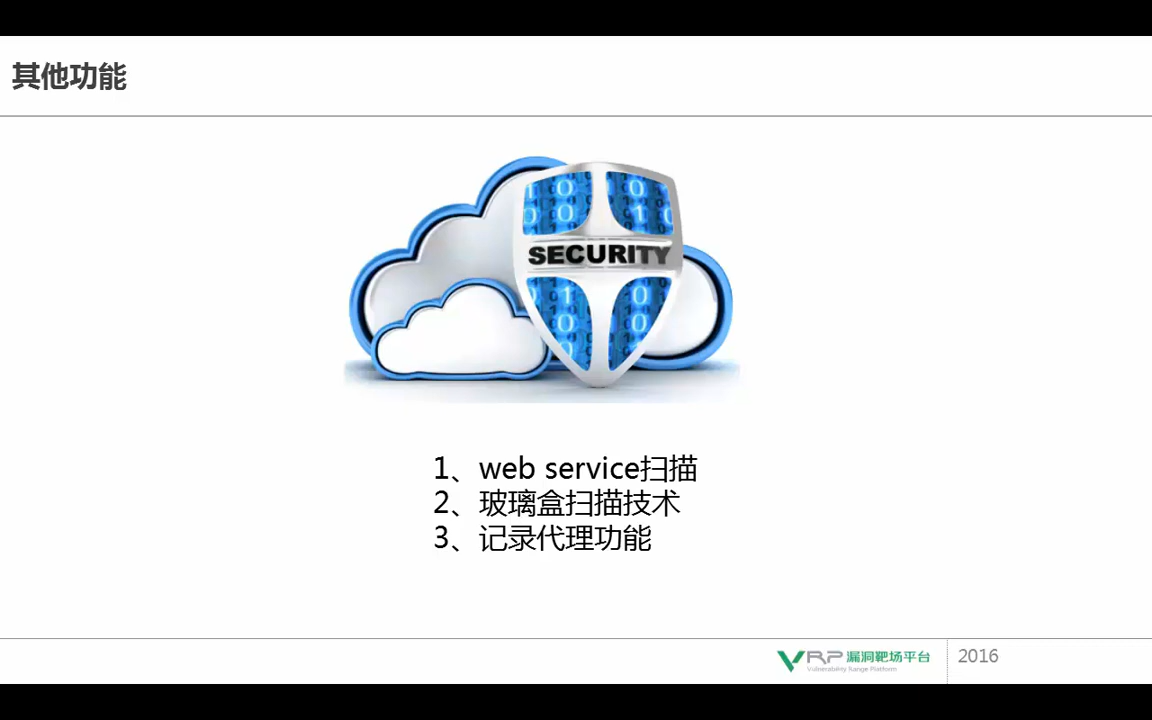 其他功能
SECURITY
1、web service扫描
2、玻璃盒扫描技术
3、记录代理功能
VRP 漏洞靶场平台
Vulnerability Range Platform
2016